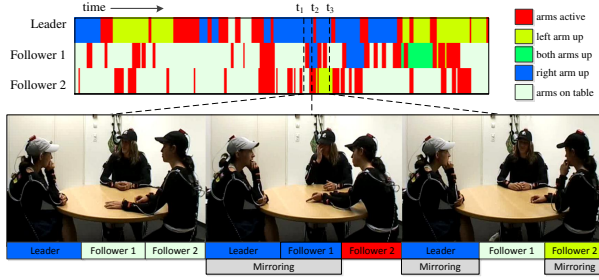 time
t1 t2 t3
Leader
Follower 1
Follower 2
arms active
left arm up
both arms up
right arm up
arms on table
Leader Follower 1 Follower 2 Leader Follower 1 Follower 2 Leader Follower 1 Follower 2
Mirroring Mirroring Mirroring